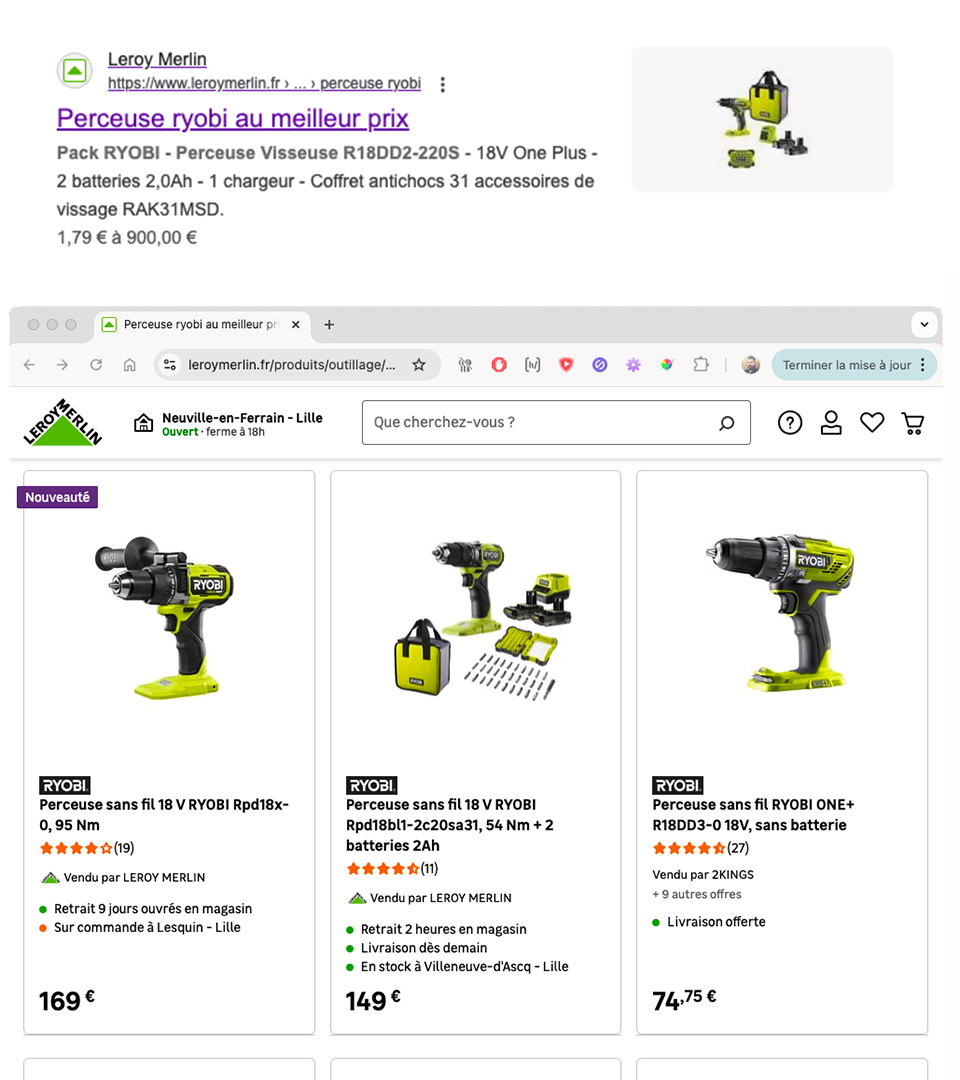 Leroy Merlin
https://www.leroymerlin.fr › ... › perceuse ryobi
Perceuse ryobi au meilleur prix
Pack RYOBI - Perceuse Visseuse R18DD2-220S - 18V One Plus -
2 batteries 2,0Ah - 1 chargeur - Coffret antichocs 31 accessoires de
vissage RAK31MSD.
1,79 € à 900,00 €
Perceuse ryobi au meilleur pri
leroymerlin.fr/produits/outillage/...
Terminer la mise à jour
LEROY MERLIN
Neuville-en-Ferrain - Lille
Ouvert · ferme à 18h
Que cherchez-vous ?
Nouveauté
RYOBI
RYOBI
RYOBI
RYOBI
Perceuse sans fil 18 V RYOBI Rpd18x-
0, 95 Nm
(19)
Vendu par LEROY MERLIN
Retrait 9 jours ouvrés en magasin
Sur commande à Lesquin - Lille
169 €
RYOBI
Perceuse sans fil 18 V RYOBI
Rpd18bl1-2c20sa31, 54 Nm + 2
batteries 2Ah
(11)
Vendu par LEROY MERLIN
Retrait 2 heures en magasin
Livraison dès demain
En stock à Villeneuve-d'Ascq - Lille
149 €
RYOBI
Perceuse sans fil RYOBI ONE+
R18DD3-0 18V, sans batterie
(27)
Vendu par 2KINGS
+ 9 autres offres
Livraison offerte
74,75 €